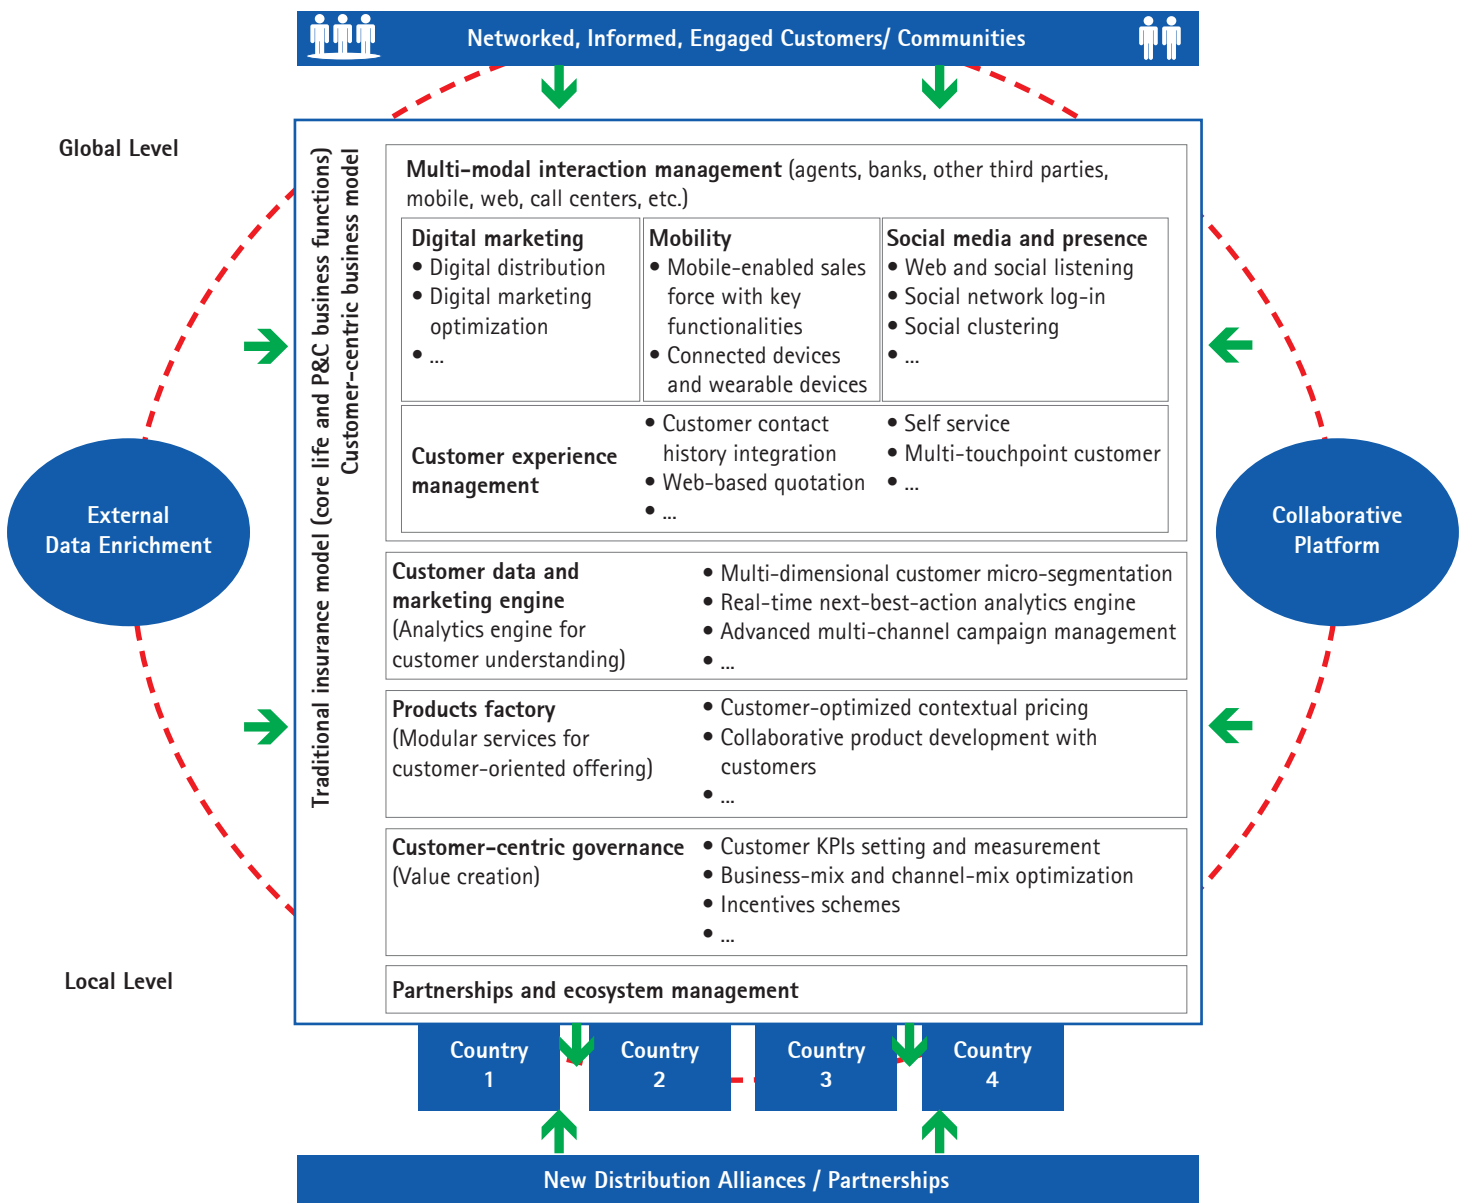 Networked, Informed, Engaged Customers/ Communities
Global Level
Traditional insurance model (core life and P&C business functions)
Customer-centric business model
Multi-modal interaction management (agents, banks, other third parties,
mobile, web, call centers, etc.)
Digital marketing
• Digital distribution
• Digital marketing
optimization
• ...
Mobility
• Mobile-enabled sales
force with key
functionalities
• Connected devices
and wearable devices
Social media and presence
• Web and social listening
• Social network log-in
• Social clustering
• ...
Customer experience
management
• Customer contact
history integration
• Web-based quotation
• ...
• Self service
• Multi-touchpoint customer
• ...
External
Data Enrichment
Collaborative
Platform
Customer data and
marketing engine
(Analytics engine for
customer understanding)
• Multi-dimensional customer micro-segmentation
• Real-time next-best-action analytics engine
• Advanced multi-channel campaign management
• ...
Products factory
(Modular services for
customer-oriented offering)
• Customer-optimized contextual pricing
• Collaborative product development with
customers
• ...
Customer-centric governance
(Value creation)
• Customer KPIs setting and measurement
• Business-mix and channel-mix optimization
• Incentives schemes
• ...
Local Level
Partnerships and ecosystem management
Country
1
Country
2
Country
3
Country
4
New Distribution Alliances / Partnerships